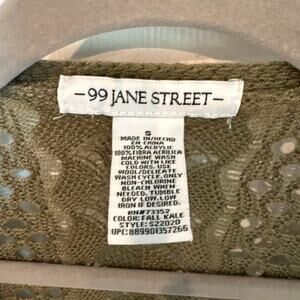 -99 JANE STREET-
S
MADE IN/HECHO
EN CHINA
100% ACRYLIC
100% FIBRA ACRILICA
MACHINE WASH
COLD WITH LIKE
COLORS. USE
WOOL/DELICATE
WASH CYCLE. ONLY
NON-CHLORINE
BLEACH WHEN
NEEDED. TUMBLE
DRY LOW. LOW
IRON IF DESIRED.
RN#73352
COLOR: FALL KALE
STYLE: S22020
UPC: 889901357266